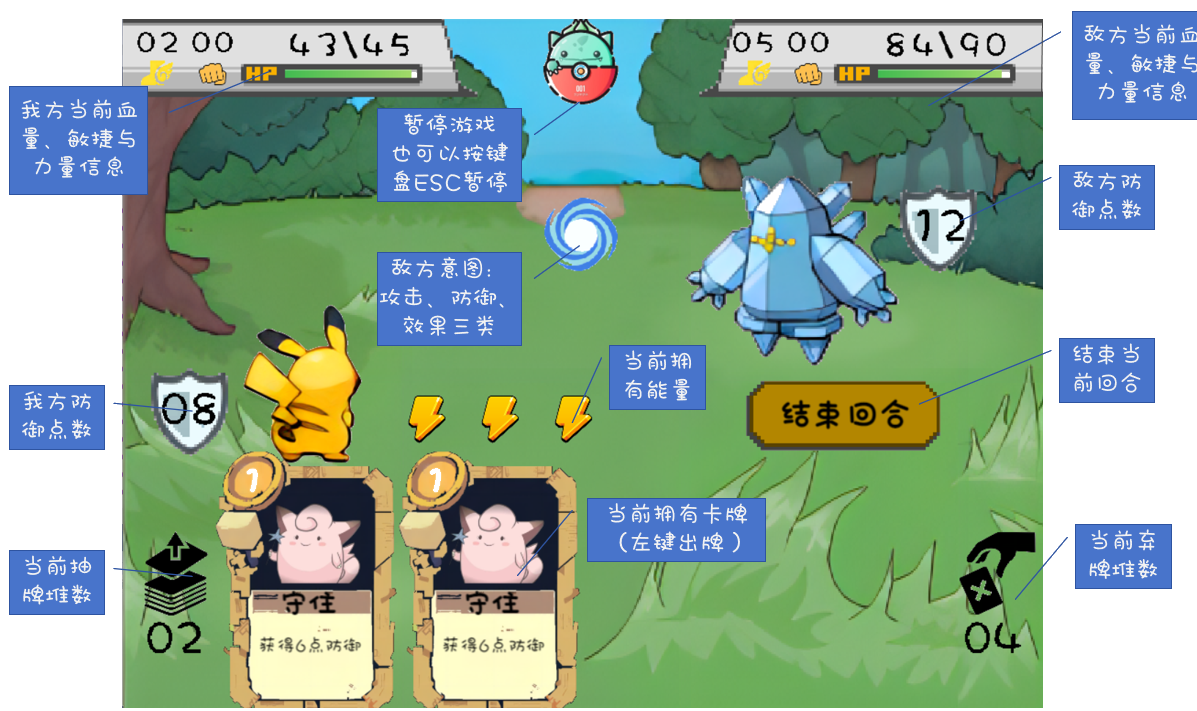 02 00
43\45
HP
05 00
84\90
HP
001
我方当前血
量、敏捷与
力量信息
暂停游戏
也可以按键
盘ESC暂停
敌方当前血
量、敏捷与
力量信息
敌方防
御点数
12
敌方意图:
攻击、防御、
效果三类
当前拥
有能量
结束当
前回合
我方防
御点数
08
结束回合
1
1
当前拥有卡牌
(左键出牌)
当前抽
牌堆数
02
守住
获得6点防御
守住
获得6点防御
当前弃
牌堆数
04